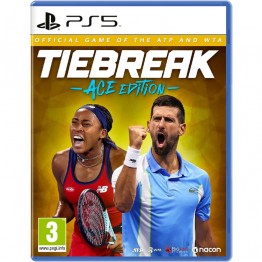 PS5
OFFICIAL GAME OF THE ATP AND WTA
TIEBREAK
ACE EDITION
3
www.pegi.info
nacon